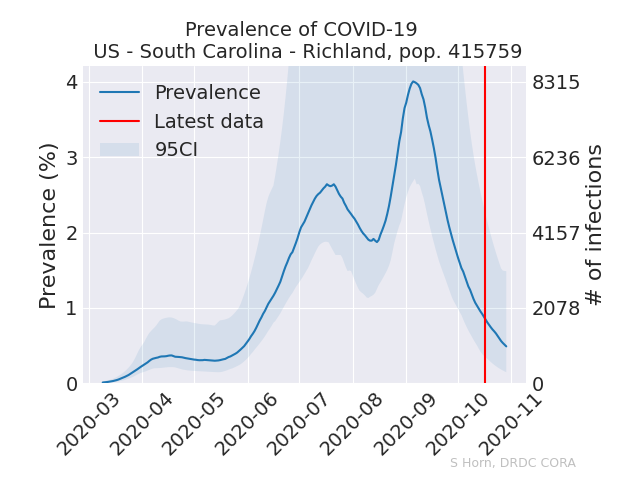 Prevalence of COVID-19
US - South Carolina - Richland, pop. 415759
Prevalence
Latest data
95CI
Prevalence (%)
4
3
2
1
0
8315
6236
4157
2078
0
# of infections
2020-03
2020-04
2020-05
2020-06
2020-07
2020-08
2020-09
2020-10
2020-11
S Horn, DRDC CORA